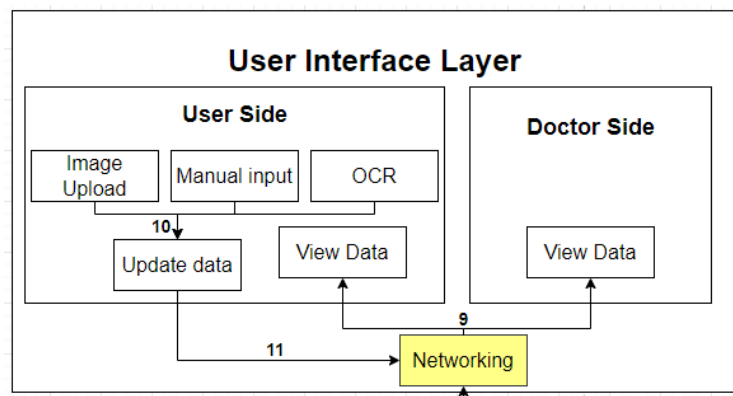 User Interface Layer
User Side
Doctor Side
Image
Upload
Manual input
OCR
10
Update data
View Data
View Data
9
11
Networking